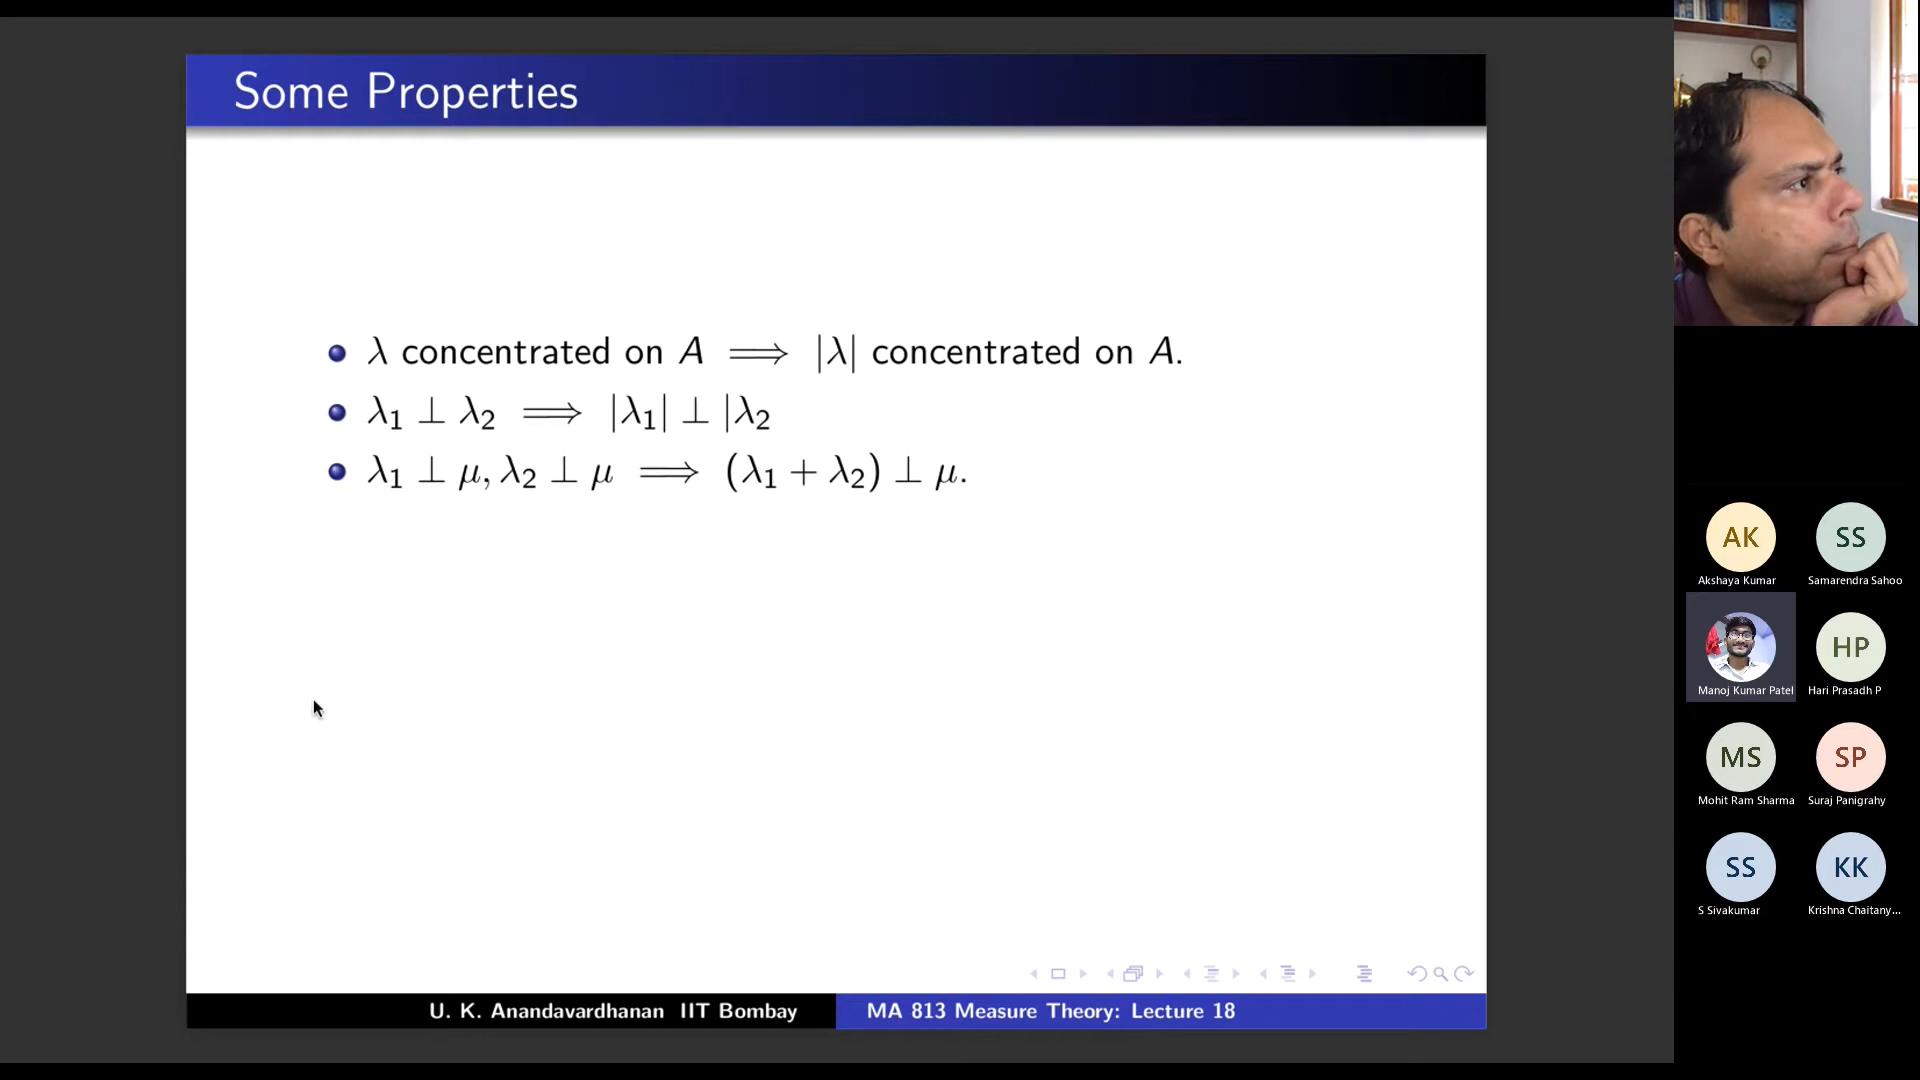 Some Properties
λ concentrated on A ⟹ |λ| concentrated on A.
λ₁ ⊥ λ₂ ⟹ |λ₁| ⊥ |λ₂
λ₁ ⊥ μ, λ₂ ⊥ μ ⟹ (λ₁ + λ₂) ⊥ μ.
U. K. Anandavardhanan IIT Bombay
MA 813 Measure Theory: Lecture 18
AK
Akshaya Kumar
SS
Samarendra Sahoo
Manoj Kumar Patel
HP
Hari Prasadh P
MS
Mohit Ram Sharma
SP
Suraj Panigrahy
SS
S Sivakumar
KK
Krishna Chaitany...